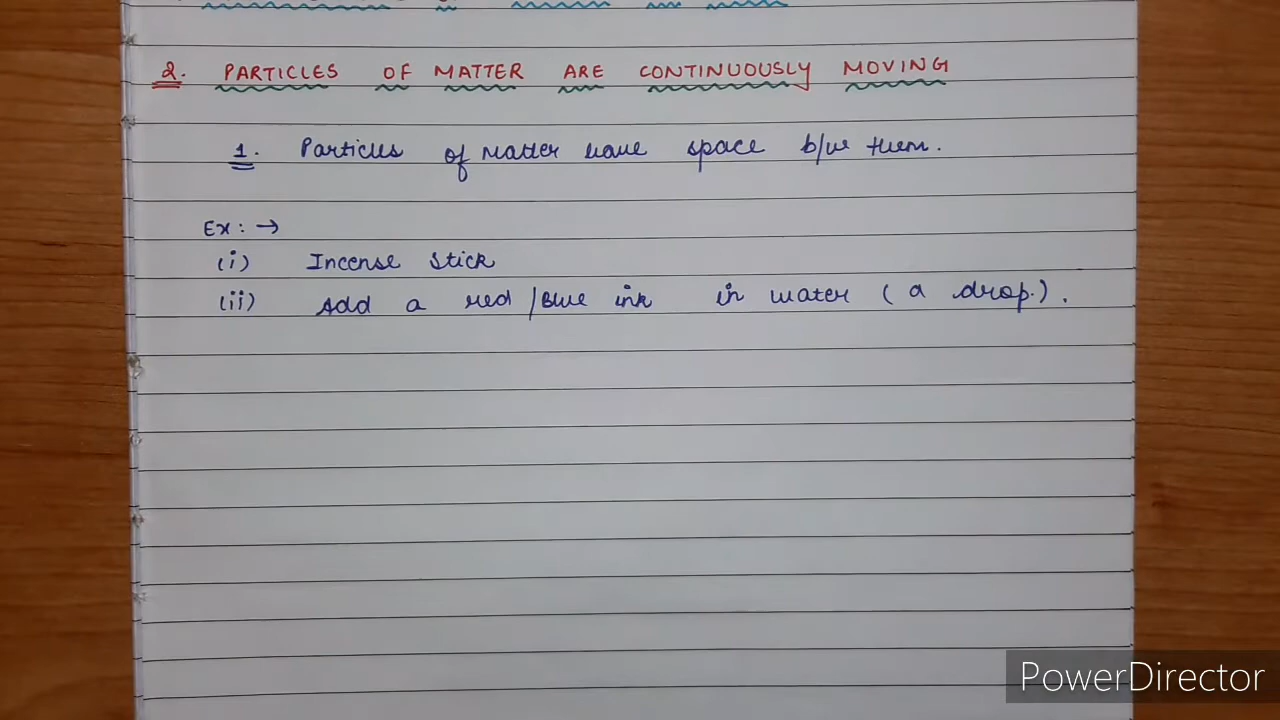 2. PARTICLES OF MATTER ARE CONTINUOUSLY MOVING
1. Particles of matter have space b/w them.
Ex: →
(i) Incense stick
(ii) Add a red/Blue ink in water (a drop.).
PowerDirector